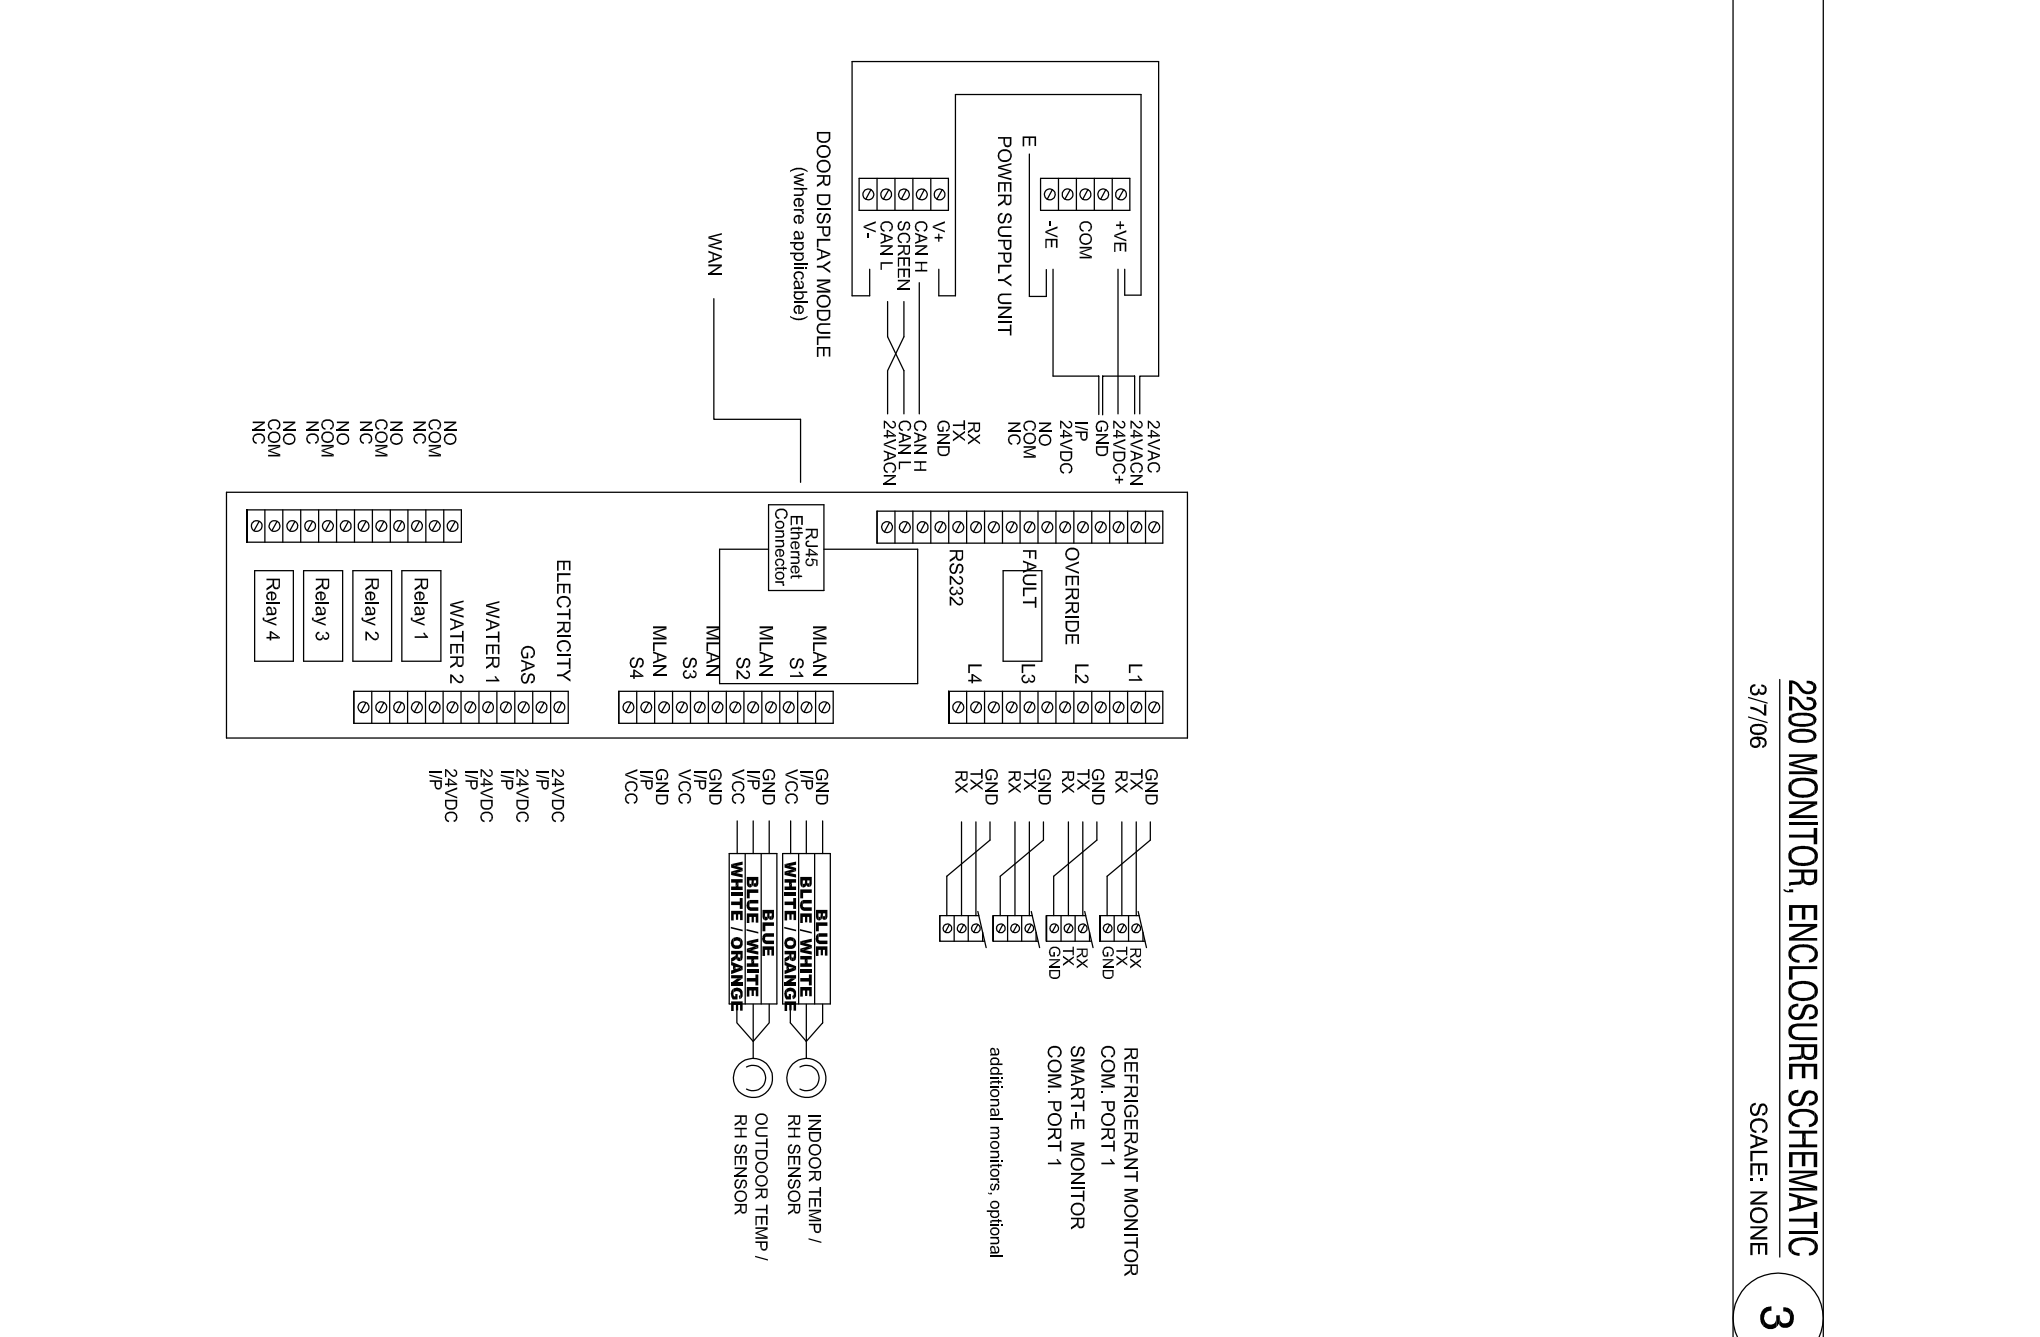 2200 MONITOR, ENCLOSURE SCHEMATIC
3/7/06
SCALE: NONE
3
+VE
COM
-VE
E
POWER SUPPLY UNIT
V+
CAN H
SCREEN
CAN L
V-
DOOR DISPLAY MODULE
(where applicable)
WAN
24VAC
24VACN
24VDC+
GND
I/P
24VDC
NO
COM
NC
RX
TX
GND
CAN H
CAN L
24VACN
NO
COM
NC
NO
COM
NC
NO
COM
NC
NO
COM
NC
OVERRIDE
FAULT
RS232
RJ45
Ethernet
Connector
L1
L2
L3
L4
MLAN
S1
MLAN
S2
MLAN
S3
MLAN
S4
ELECTRICITY
GAS
WATER 1
WATER 2
Relay 1
Relay 2
Relay 3
Relay 4
GND
TX
RX
GND
TX
RX
GND
TX
RX
GND
TX
RX
GND
I/P
VCC
GND
I/P
VCC
GND
I/P
VCC
GND
I/P
VCC
24VDC
I/P
24VDC
I/P
24VDC
I/P
24VDC
I/P
RX
TX
GND
RX
TX
GND
BLUE
BLUE / WHITE
WHITE / ORANGE
BLUE
BLUE / WHITE
WHITE / ORANGE
REFRIGERANT MONITOR
COM. PORT 1
SMART-E MONITOR
COM. PORT 1
additional monitors, optional
INDOOR TEMP /
RH SENSOR
OUTDOOR TEMP /
RH SENSOR